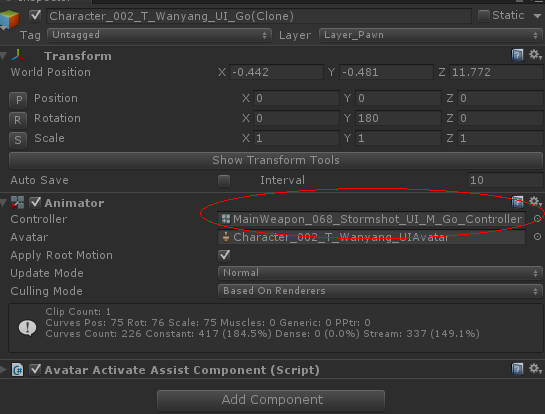 Character_002_T_Wanyang_UI_Go(Clone) Static
Tag Untagged Layer Layer_Pawn
Transform
World Position X -0.442 Y -0.481 Z 11.772
P Position X 0 Y 0 Z 0
R Rotation X 0 Y 180 Z 0
S Scale X 1 Y 1 Z 1
Show Transform Tools
Auto Save Interval 10
Animator
Controller MainWeapon_068_Stormshot_UI_M_Go_Controller
Avatar Character_002_T_Wanyang_UIAvatar
Apply Root Motion
Update Mode Normal
Culling Mode Based On Renderers
Clip Count: 1
Curves Pos: 75 Rot: 76 Scale: 75 Muscles: 0 Generic: 0 PPtr: 0
Curves Count: 226 Constant: 417 (184.5%) Dense: 0 (0.0%) Stream: 337 (149.1%)
C# Avatar Activate Assist Component (Script)
Add Component